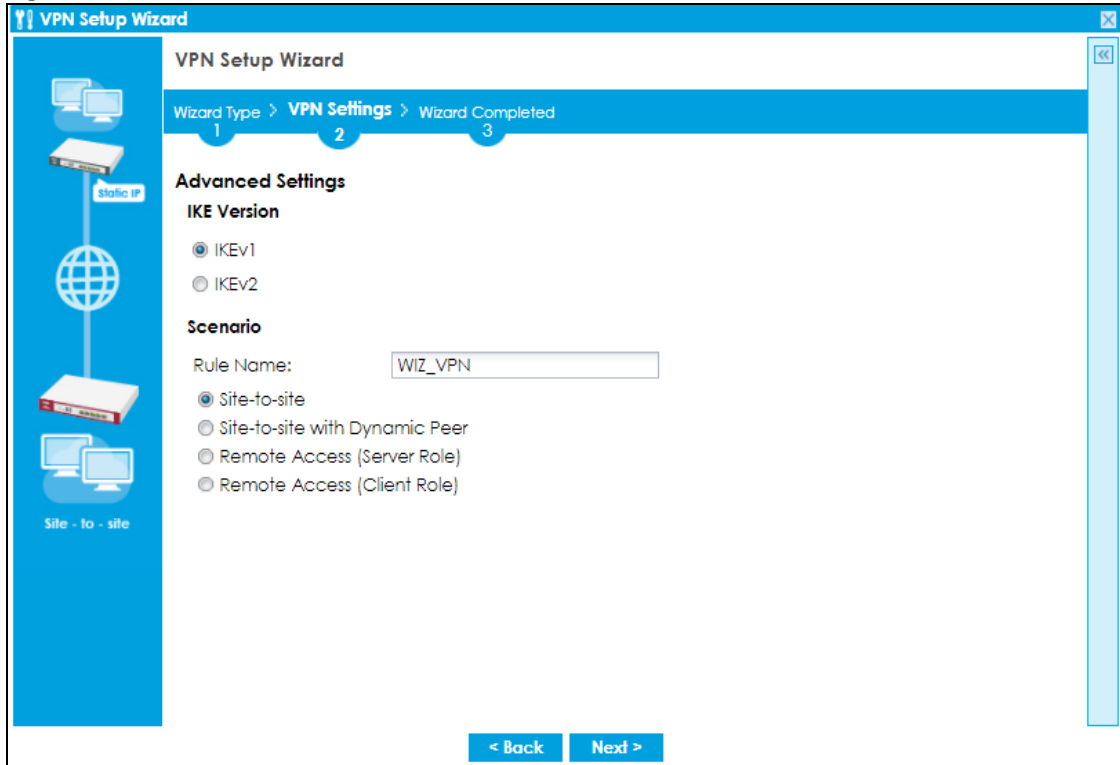 VPN Setup Wizard
VPN Setup Wizard
Wizard Type > VPN Settings > Wizard Completed
1 2 3
Static IP
Advanced Settings
IKE Version
IKEv1
IKEv2
Scenario
Rule Name: WIZ_VPN
Site-to-site
Site-to-site with Dynamic Peer
Remote Access (Server Role)
Remote Access (Client Role)
Site - to - site
< Back Next >